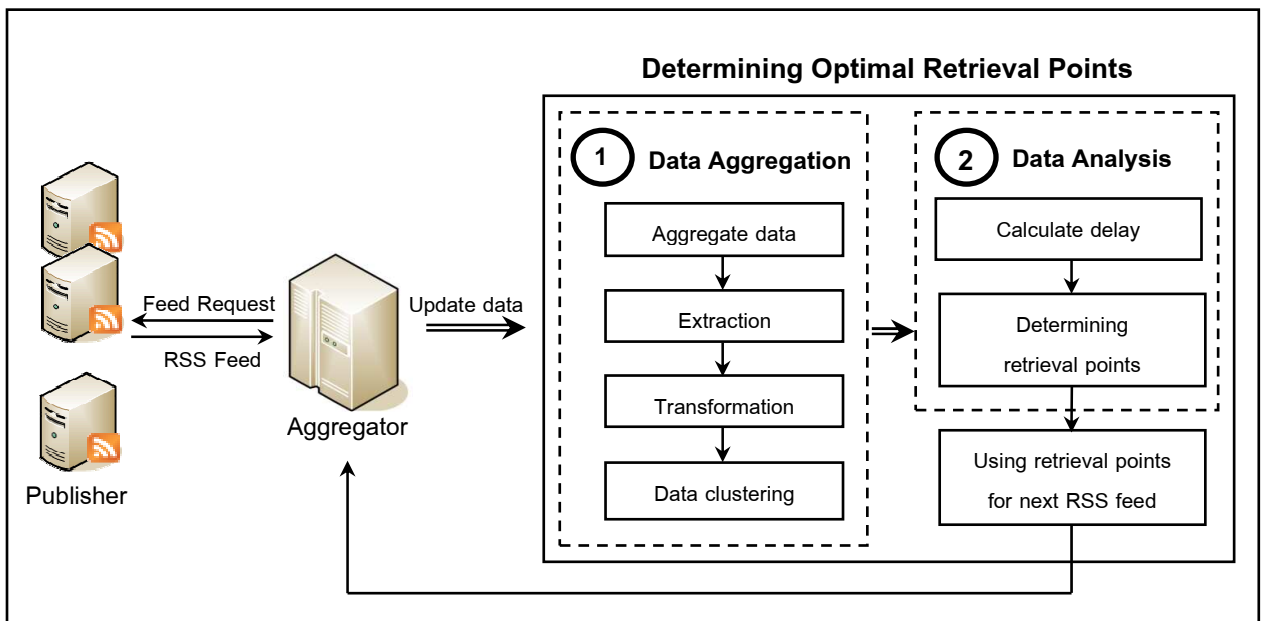 Determining Optimal Retrieval Points
Feed Request
RSS Feed
Publisher
Aggregator
Update data
1
Data Aggregation
Aggregate data
Extraction
Transformation
Data clustering
2
Data Analysis
Calculate delay
Determining
retrieval points
Using retrieval points
for next RSS feed